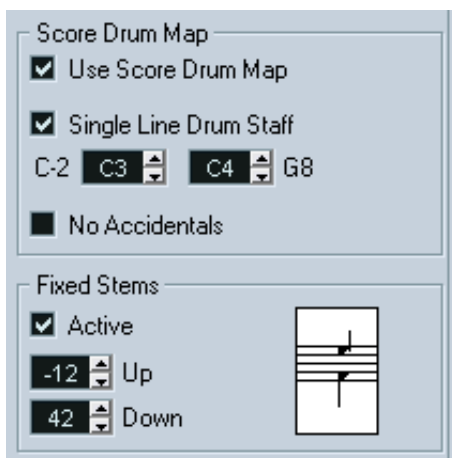 Score Drum Map
Use Score Drum Map
Single Line Drum Staff
C-2 C3 C4 G8
No Accidentals
Fixed Stems
Active
-12 Up
42 Down